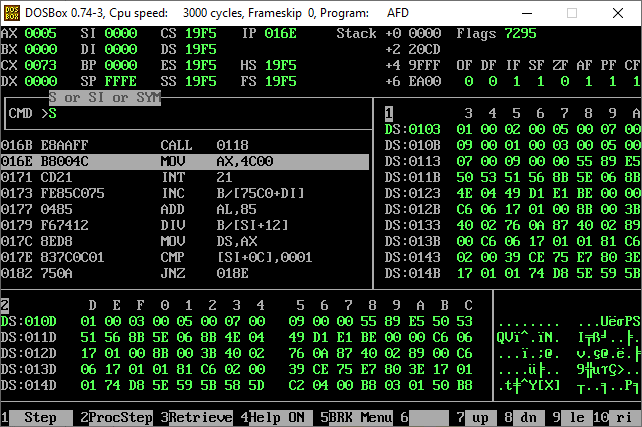 DOSBox 0.74-3, Cpu speed: 3000 cycles, Frameskip 0, Program: AFD
AX 0005 SI 0000 CS 19F5 IP 016E Stack +0 0000 Flags 7295
BX 0000 DI 0000 DS 19F5 +2 20CD
CX 0073 BP 0000 ES 19F5 HS 19F5 +4 9FFF OF DF IF SF ZF AF PF CF
DX 0000 SP FFFE SS 19F5 FS 19F5 +6 EA00 0 0 1 1 0 1 1 1
S or SI or SYM
CMD >S
1 3 4 5 6 7 8 9 A
DS:0103 01 00 02 00 05 00 07 00
DS:010B 09 00 01 00 03 00 05 00
016B E8AAFF CALL 0118 DS:0113 07 00 09 00 00 00 55 89 E5
016E B8004C MOV AX,4C00 DS:011B 50 53 51 56 8B 5E 06 8B
0171 CD21 INT 21 DS:0123 4E 04 49 D1 E1 BE 00 00
0173 FE85C075 INC B/[75C0+DI] DS:012B C6 06 17 01 00 8B 00 3B
0177 0485 ADD AL,85 DS:0133 40 02 76 0A 87 40 02 89
0179 F67412 DIV B/[SI+12] DS:013B 00 C6 06 17 01 01 81 C6
017C 8ED8 MOV DS,AX DS:0143 02 00 39 CE 75 E7 80 3E
017E 837C0C01 CMP [SI+0C],0001 DS:014B 17 01 01 74 D8 5E 59 5B
0182 750A JNZ 018E
2 D E F 0 1 2 3 4 5 6 7 8 9 A B C
DS:010D 01 00 03 00 05 00 07 00 09 00 00 55 89 E5 50 53
DS:011D 51 56 8B 5E 06 8B 4E 04 49 D1 E1 BE 00 00 C6 06
DS:012D 17 01 00 8B 00 3B 40 02 76 0A 87 40 02 89 00 C6
DS:013D 06 17 01 01 81 C6 02 00 39 CE 75 E7 80 3E 17 01
DS:014D 01 74 D8 5E 59 5B 58 5D C2 04 00 B8 03 01 50 B8
1 Step 2 ProcStep 3 Retrieve 4 Help ON 5 BRK Menu 6 7 up 8 dn 9 le 10 ri